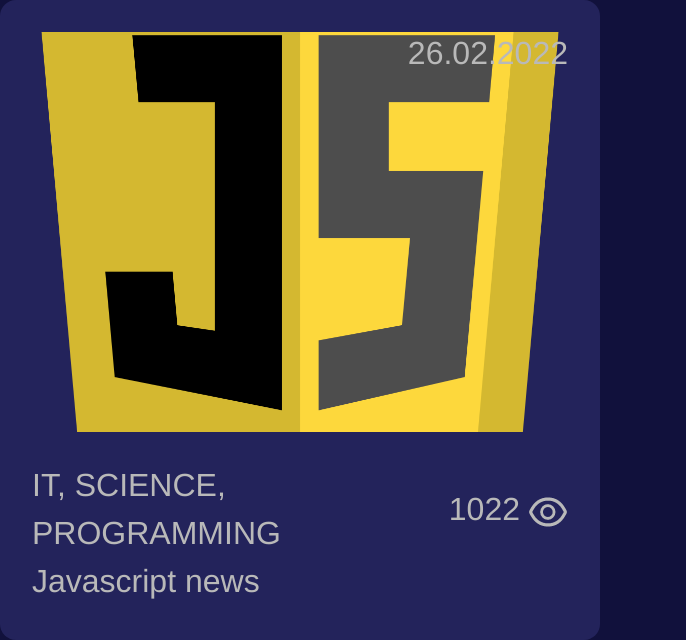 JS
26.02.2022
IT, SCIENCE,
PROGRAMMING
1022
Javascript news